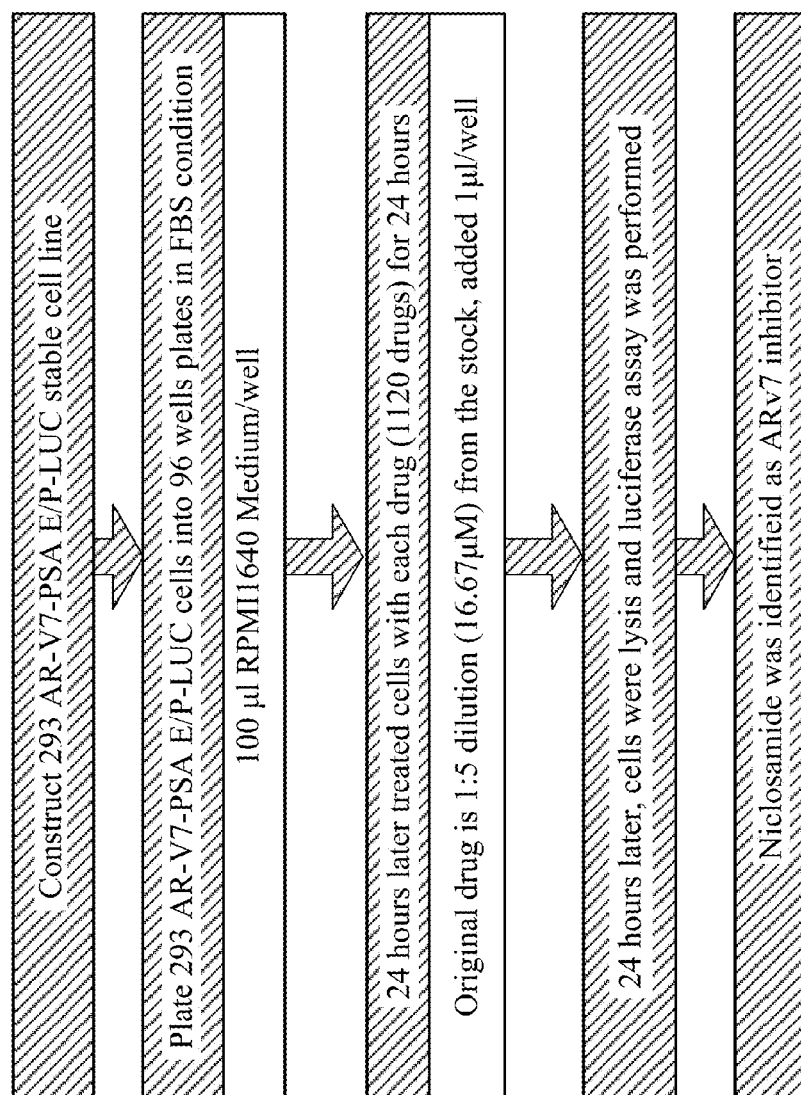 Construct 293 AR-V7-PSA E/P-LUC stable cell line
Plate 293 AR-V7-PSA E/P-LUC cells into 96 wells plates in FBS condition
100 µl RPMI1640 Medium/well
24 hours later treated cells with each drug (1120 drugs) for 24 hours
Original drug is 1:5 dilution (16.67µM) from the stock, added 1µl/well
24 hours later, cells were lysis and luciferase assay was performed
Niclosamide was identifieid as ARv7 inhibitor